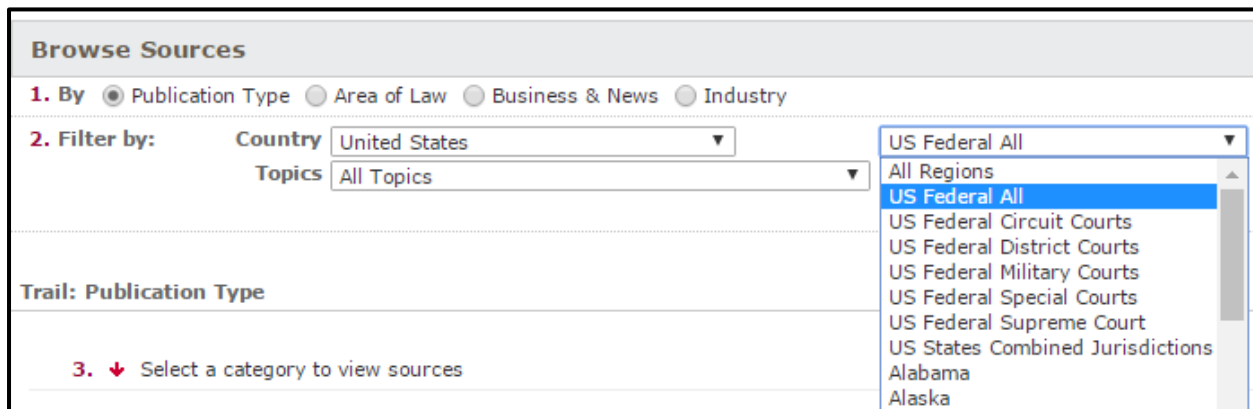 Browse Sources
1. By Publication Type Area of Law Business & News Industry
2. Filter by: Country United States US Federal All
Topics All Topics
All Regions
US Federal All
US Federal Circuit Courts
US Federal District Courts
US Federal Military Courts
US Federal Special Courts
US Federal Supreme Court
US States Combined Jurisdictions
Alabama
Alaska
Trail: Publication Type
3. Select a category to view sources